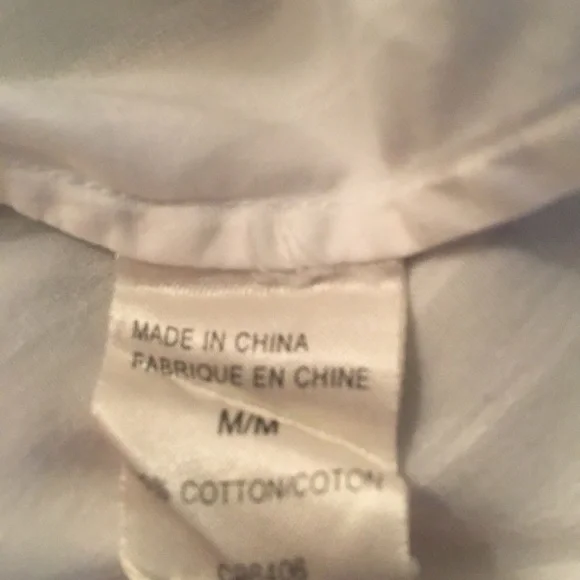 MADE IN CHINA
FABRIQUE EN CHINE
M/M
% COTTON/COTON